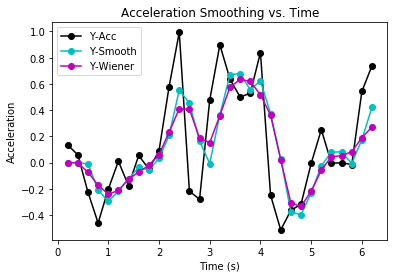 Acceleration Smoothing vs. Time
Y-Acc
Y-Smooth
Y-Wiener
1.0
0.8
0.6
0.4
0.2
0.0
−0.2
−0.4
Acceleration
0 1 2 3 4 5 6
Time (s)